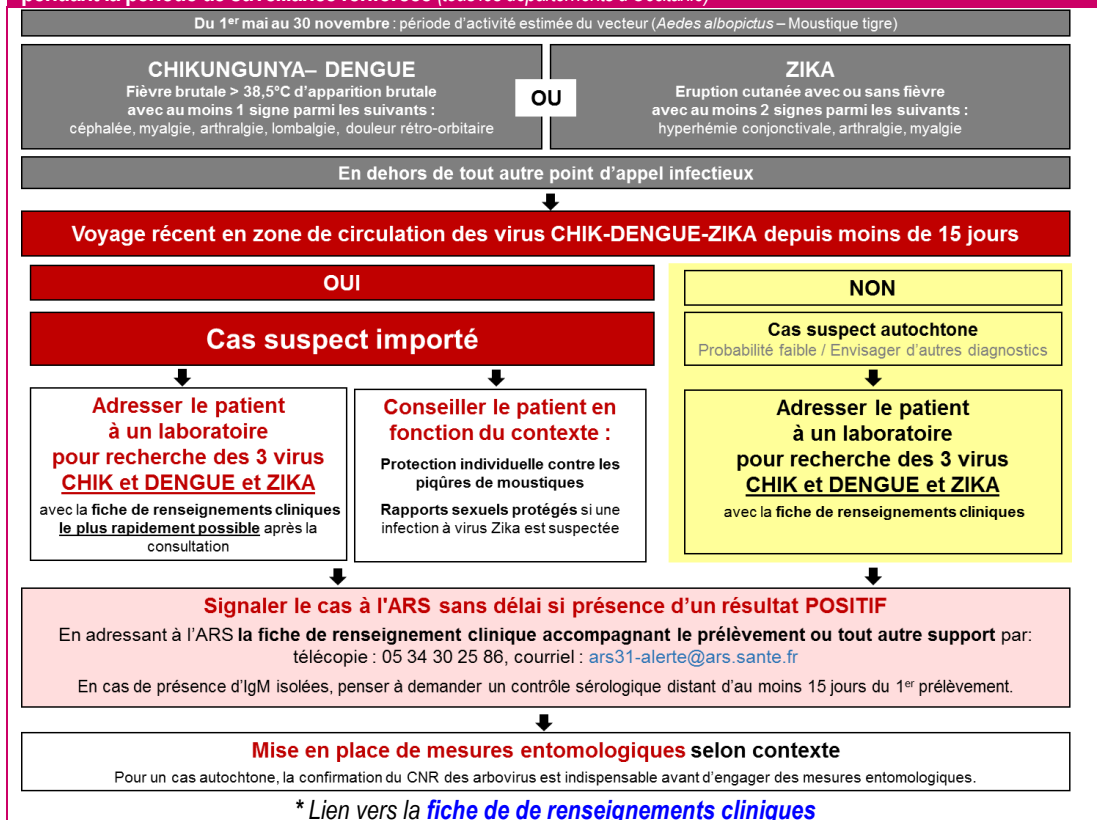 pendant la période de surveillance renforcée (tous les départements d'Occitanie)
Du 1er mai au 30 novembre : période d'activité estimée du vecteur (Aedes albopictus – Moustique tigre)
CHIKUNGUNYA– DENGUE
Fièvre brutale > 38,5°C d'apparition brutale
avec au moins 1 signe parmi les suivants :
céphalée, myalgie, arthralgie, lombalgie, douleur rétro-orbitaire
OU
ZIKA
Eruption cutanée avec ou sans fièvre
avec au moins 2 signes parmi les suivants :
hyperhémie conjonctivale, arthralgie, myalgie
En dehors de tout autre point d'appel infectieux
Voyage récent en zone de circulation des virus CHIK-DENGUE-ZIKA depuis moins de 15 jours
OUI
Cas suspect importé
Adresser le patient
à un laboratoire
pour recherche des 3 virus
CHIK et DENGUE et ZIKA
avec la fiche de renseignements cliniques
le plus rapidement possible après la
consultation
Conseiller le patient en
fonction du contexte :
Protection individuelle contre les
piqûres de moustiques
Rapports sexuels protégés si une
infection à virus Zika est suspectée
NON
Cas suspect autochtone
Probabilité faible / Envisager d'autres diagnostics
Adresser le patient
à un laboratoire
pour recherche des 3 virus
CHIK et DENGUE et ZIKA
avec la fiche de renseignements cliniques
Signaler le cas à l'ARS sans délai si présence d'un résultat POSITIF
En adressant à l'ARS la fiche de renseignement clinique accompagnant le prélèvement ou tout autre support par:
télécopie : 05 34 30 25 86, courriel : ars31-alerte@ars.sante.fr
En cas de présence d'IgM isolées, penser à demander un contrôle sérologique distant d'au moins 15 jours du 1er prélèvement.
Mise en place de mesures entomologiques selon contexte
Pour un cas autochtone, la confirmation du CNR des arbovirus est indispensable avant d'engager des mesures entomologiques.
* Lien vers la fiche de de renseignements cliniques